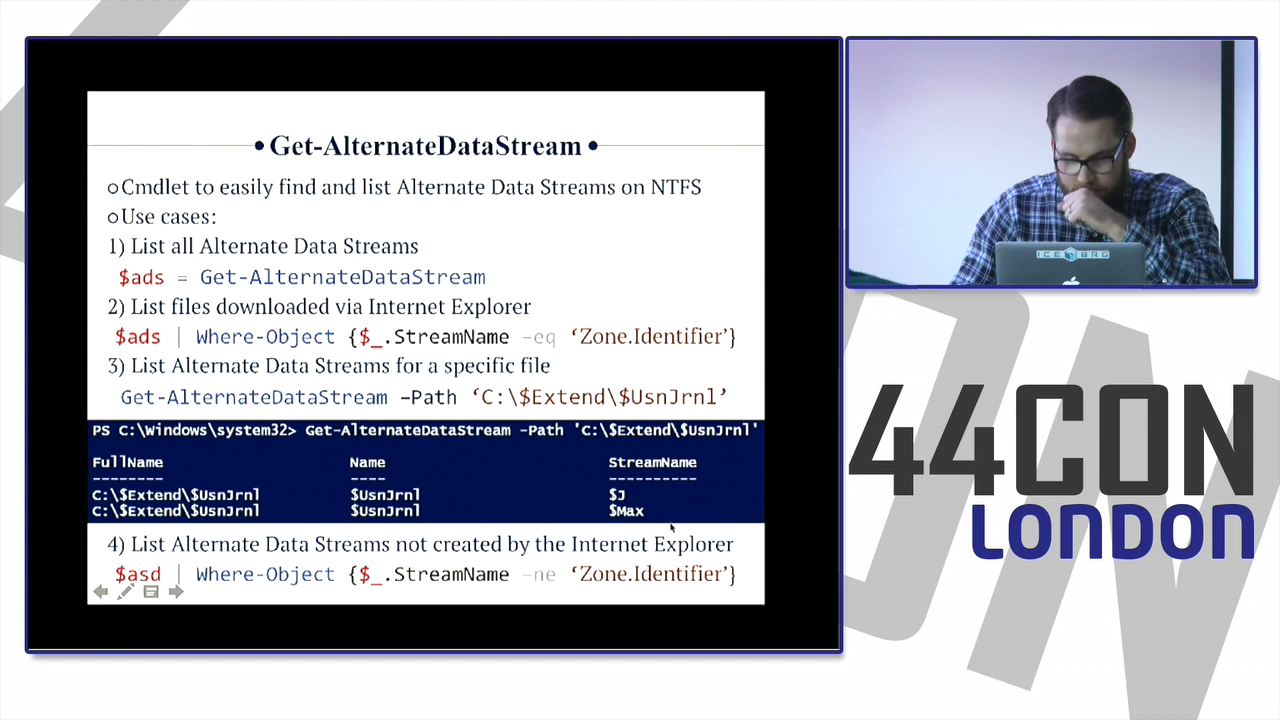 • Get-AlternateDataStream •
○Cmdlet to easily find and list Alternate Data Streams on NTFS
○Use cases:
1) List all Alternate Data Streams
$ads = Get-AlternateDataStream
2) List files downloaded via Internet Explorer
$ads | Where-Object {$_.StreamName –eq ‘Zone.Identifier’}
3) List Alternate Data Streams for a specific file
Get-AlternateDataStream –Path ‘C:\$Extend\$UsnJrnl’
PS C:\Windows\system32> Get-AlternateDataStream -Path 'C:\$Extend\$UsnJrnl'
FullName Name StreamName
-------- ---- ----------
C:\$Extend\$UsnJrnl $UsnJrnl $J
C:\$Extend\$UsnJrnl $UsnJrnl $Max
4) List Alternate Data Streams not created by the Internet Explorer
$asd | Where-Object {$_.StreamName –ne ‘Zone.Identifier’}
ICEBRG
44CON
LONDON